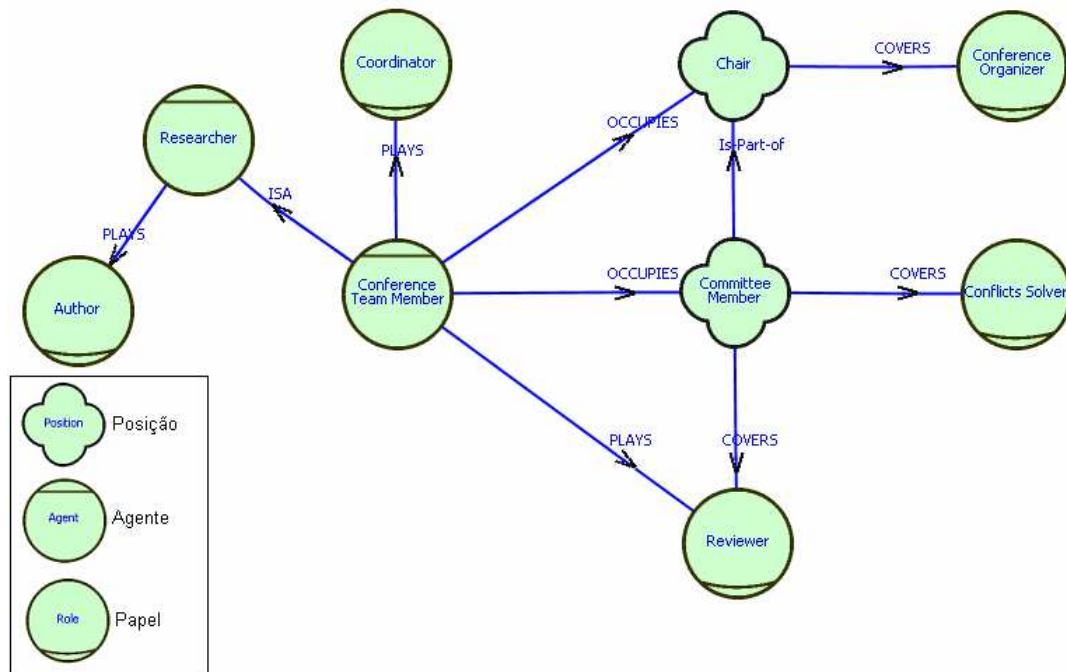 Coordinator
Chair
COVERS
Conference
Organizer
Researcher
OCCUPIES
PLAYS
Is-Part-of
ISA
PLAYS
Author
Conference
Team Member
OCCUPIES
Committee
Member
COVERS
Conflicts Solver
PLAYS
COVERS
Reviewer
Position
Posição
Agent
Agente
Role
Papel